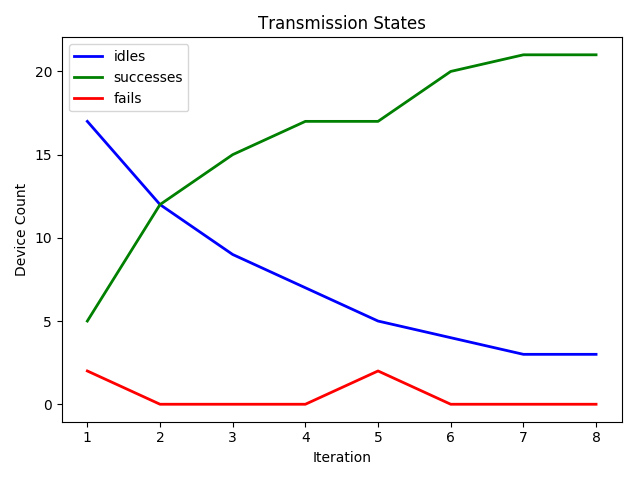 Transmission States
idles
successes
fails
Device Count
20
15
10
5
0
1 2 3 4 5 6 7 8
Iteration